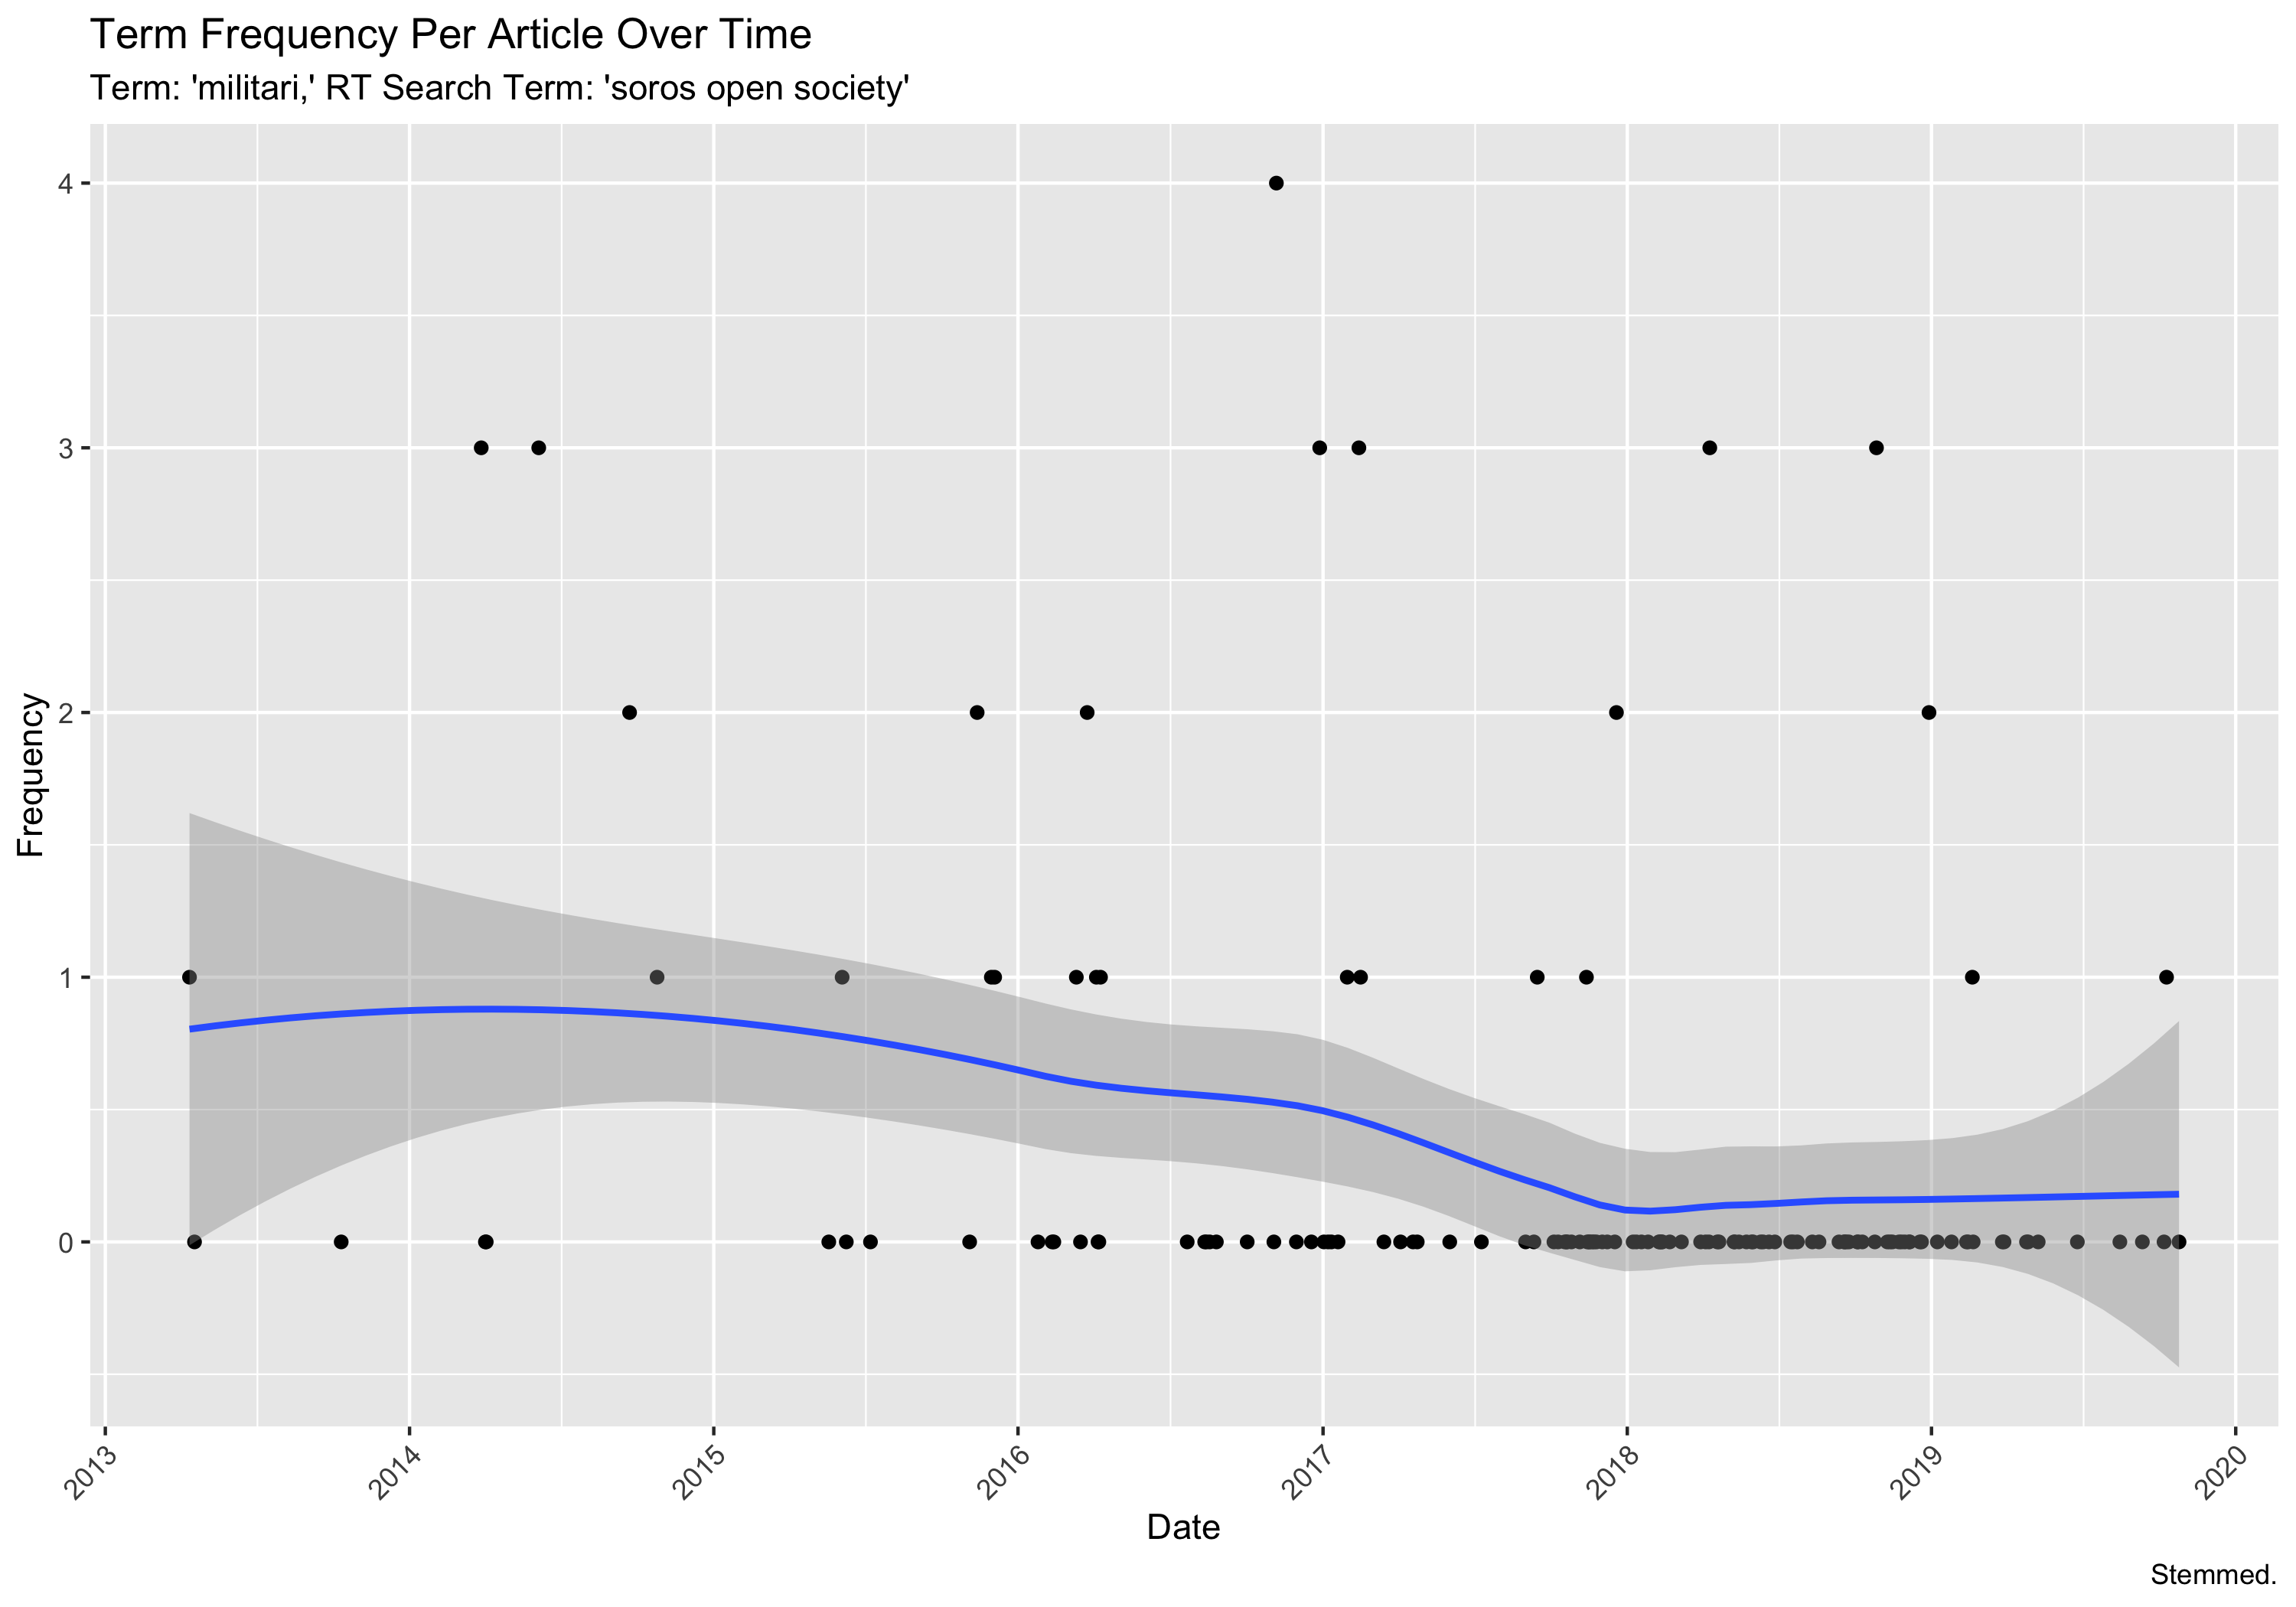 Term Frequency Per Article Over Time
Term: 'militari,' RT Search Term: 'soros open society'
Frequency
4
3
2
1
0
2013
2014
2015
2016
2017
2018
2019
2020
Date
Stemmed.